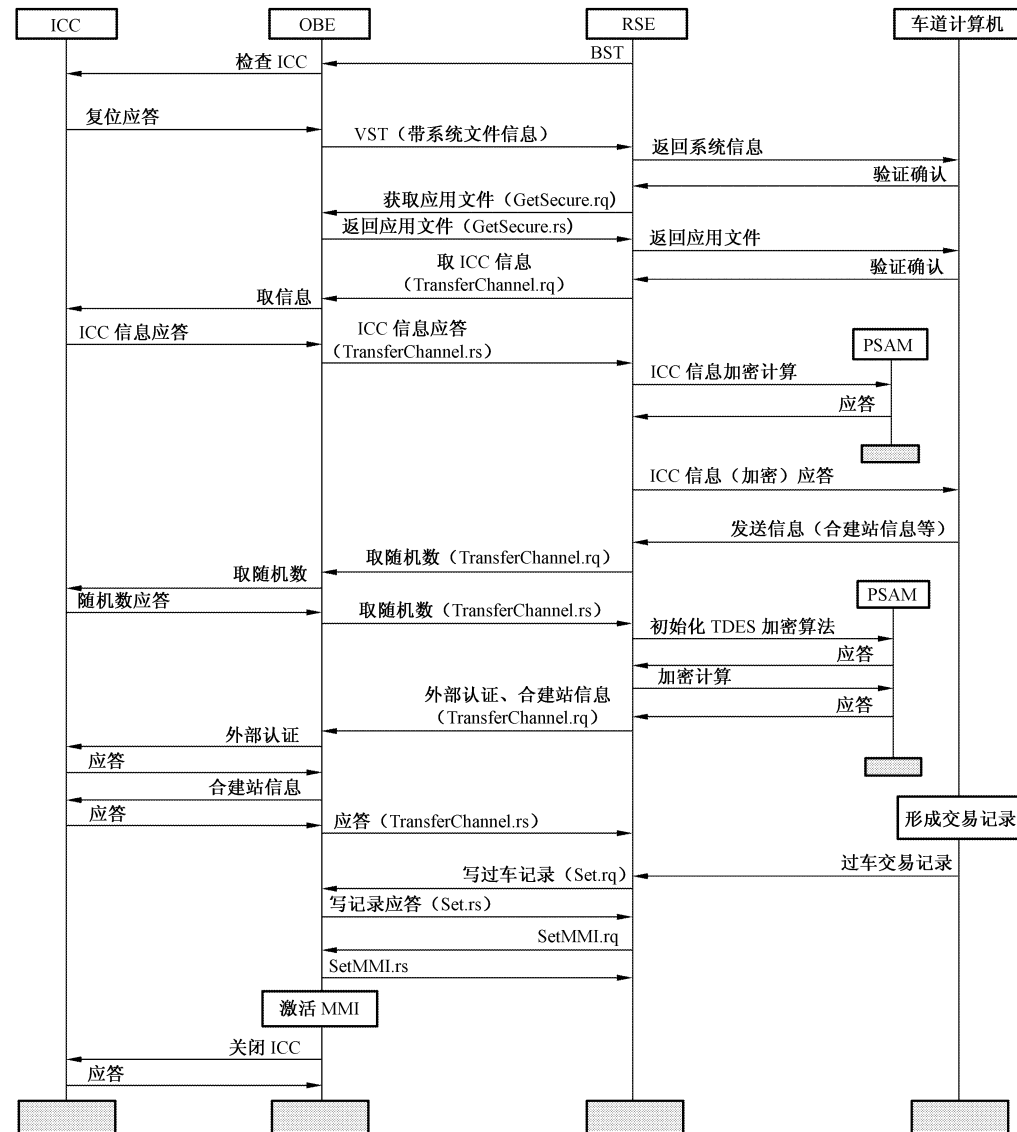 ICC
OBE
RSE
车道计算机
BST
检查 ICC
复位应答
VST（带系统文件信息）
返回系统信息
验证确认
获取应用文件（GetSecure.rq）
返回应用文件（GetSecure.rs）
返回应用文件
取 ICC 信息
（TransferChannel.rq）
验证确认
取信息
ICC 信息应答
ICC 信息应答
（TransferChannel.rs）
PSAM
ICC 信息加密计算
应答
ICC 信息（加密）应答
发送信息（合建站信息等）
取随机数（TransferChannel.rq）
取随机数
随机数应答
取随机数（TransferChannel.rs）
PSAM
初始化 TDES 加密算法
应答
加密计算
外部认证、合建站信息
（TransferChannel.rq）
应答
外部认证
应答
合建站信息
应答
应答（TransferChannel.rs）
形成交易记录
过车交易记录
写过车记录（Set.rq）
写记录应答（Set.rs）
SetMMI.rq
SetMMI.rs
激活 MMI
关闭 ICC
应答